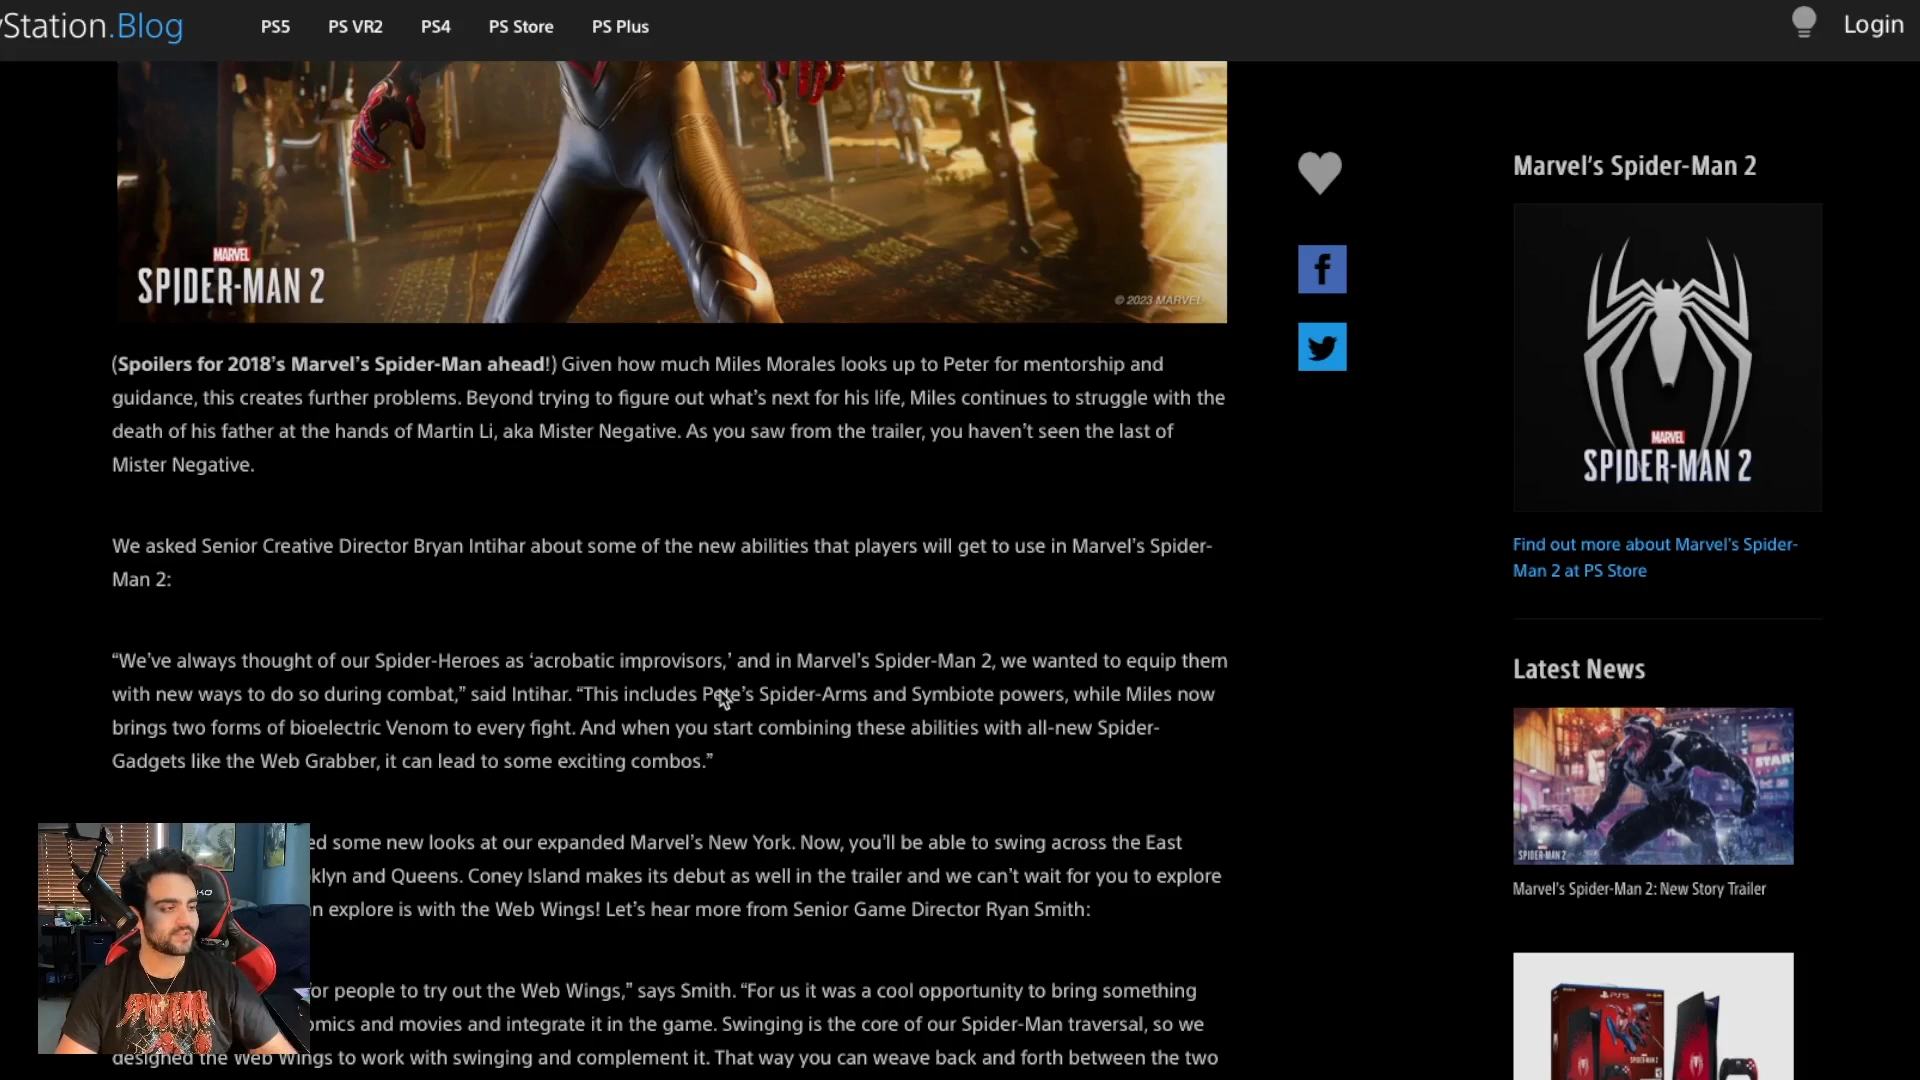 yStation.Blog
PS5
PS VR2
PS4
PS Store
PS Plus
Login
MARVEL
SPIDER-MAN 2
© 2023 MARVEL
(Spoilers for 2018’s Marvel’s Spider-Man ahead!) Given how much Miles Morales looks up to Peter for mentorship and
guidance, this creates further problems. Beyond trying to figure out what’s next for his life, Miles continues to struggle with the
death of his father at the hands of Martin Li, aka Mister Negative. As you saw from the trailer, you haven’t seen the last of
Mister Negative.
We asked Senior Creative Director Bryan Intihar about some of the new abilities that players will get to use in Marvel’s Spider-
Man 2:
“We’ve always thought of our Spider-Heroes as ‘acrobatic improvisors,’ and in Marvel’s Spider-Man 2, we wanted to equip them
with new ways to do so during combat,” said Intihar. “This includes Pete’s Spider-Arms and Symbiote powers, while Miles now
brings two forms of bioelectric Venom to every fight. And when you start combining these abilities with all-new Spider-
Gadgets like the Web Grabber, it can lead to some exciting combos.”
ed some new looks at our expanded Marvel’s New York. Now, you’ll be able to swing across the East
klyn and Queens. Coney Island makes its debut as well in the trailer and we can’t wait for you to explore
n explore is with the Web Wings! Let’s hear more from Senior Game Director Ryan Smith:
or people to try out the Web Wings,” says Smith. “For us it was a cool opportunity to bring something
omics and movies and integrate it in the game. Swinging is the core of our Spider-Man traversal, so we
designed the Web Wings to work with swinging and complement it. That way you can weave back and forth between the two
Marvel’s Spider-Man 2
MARVEL
SPIDER-MAN 2
Find out more about Marvel’s Spider-
Man 2 at PS Store
Latest News
SPIDER-MAN 2
Marvel’s Spider-Man 2: New Story Trailer
PS5